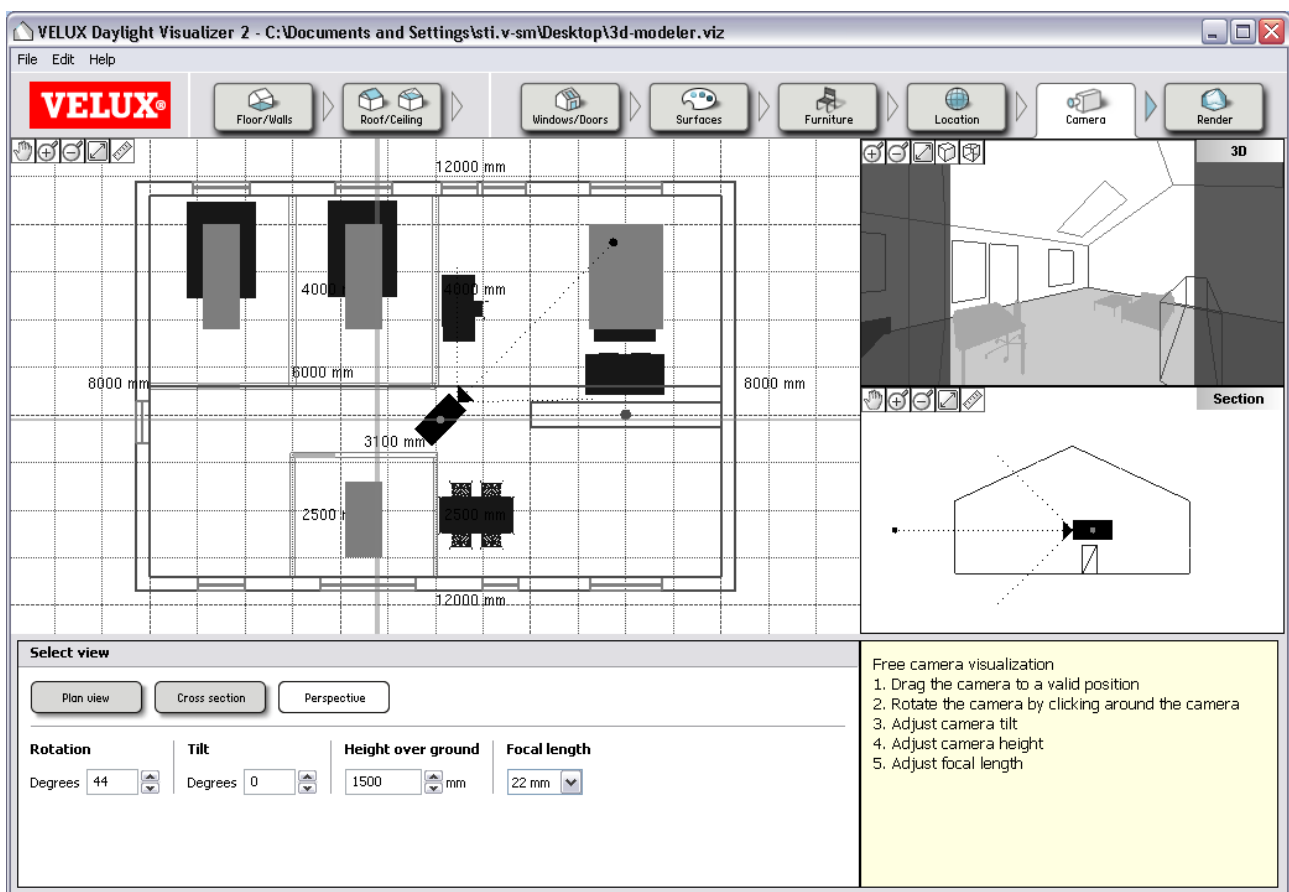 VELUX Daylight Visualizer 2 - C:\Documents and Settings\sti.v-sm\Desktop\3d-modeler.viz
File Edit Help
VELUX®
Floor/Walls
Roof/Ceiling
Windows/Doors
Surfaces
Furniture
Location
Camera
Render
12000 mm
3D
4000
4000 mm
6000 mm
8000 mm
8000 mm
Section
3100 mm
2500
2500 mm
12000 mm
Select view
Plan view
Cross section
Perspective
Rotation
Tilt
Height over ground
Focal length
Degrees 44
Degrees 0
1500 mm
22 mm
Free camera visualization
1. Drag the camera to a valid position
2. Rotate the camera by clicking around the camera
3. Adjust camera tilt
4. Adjust camera height
5. Adjust focal length